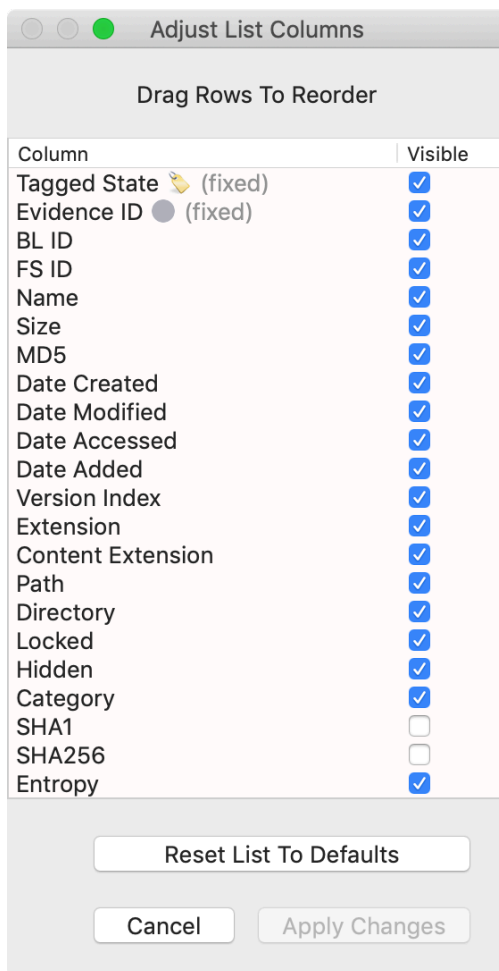 Adjust List Columns
Drag Rows To Reorder
Column Visible
Tagged State 🏷️ (fixed)
Evidence ID (fixed)
BL ID
FS ID
Name
Size
MD5
Date Created
Date Modified
Date Accessed
Date Added
Version Index
Extension
Content Extension
Path
Directory
Locked
Hidden
Category
SHA1
SHA256
Entropy
Reset List To Defaults
Cancel Apply Changes